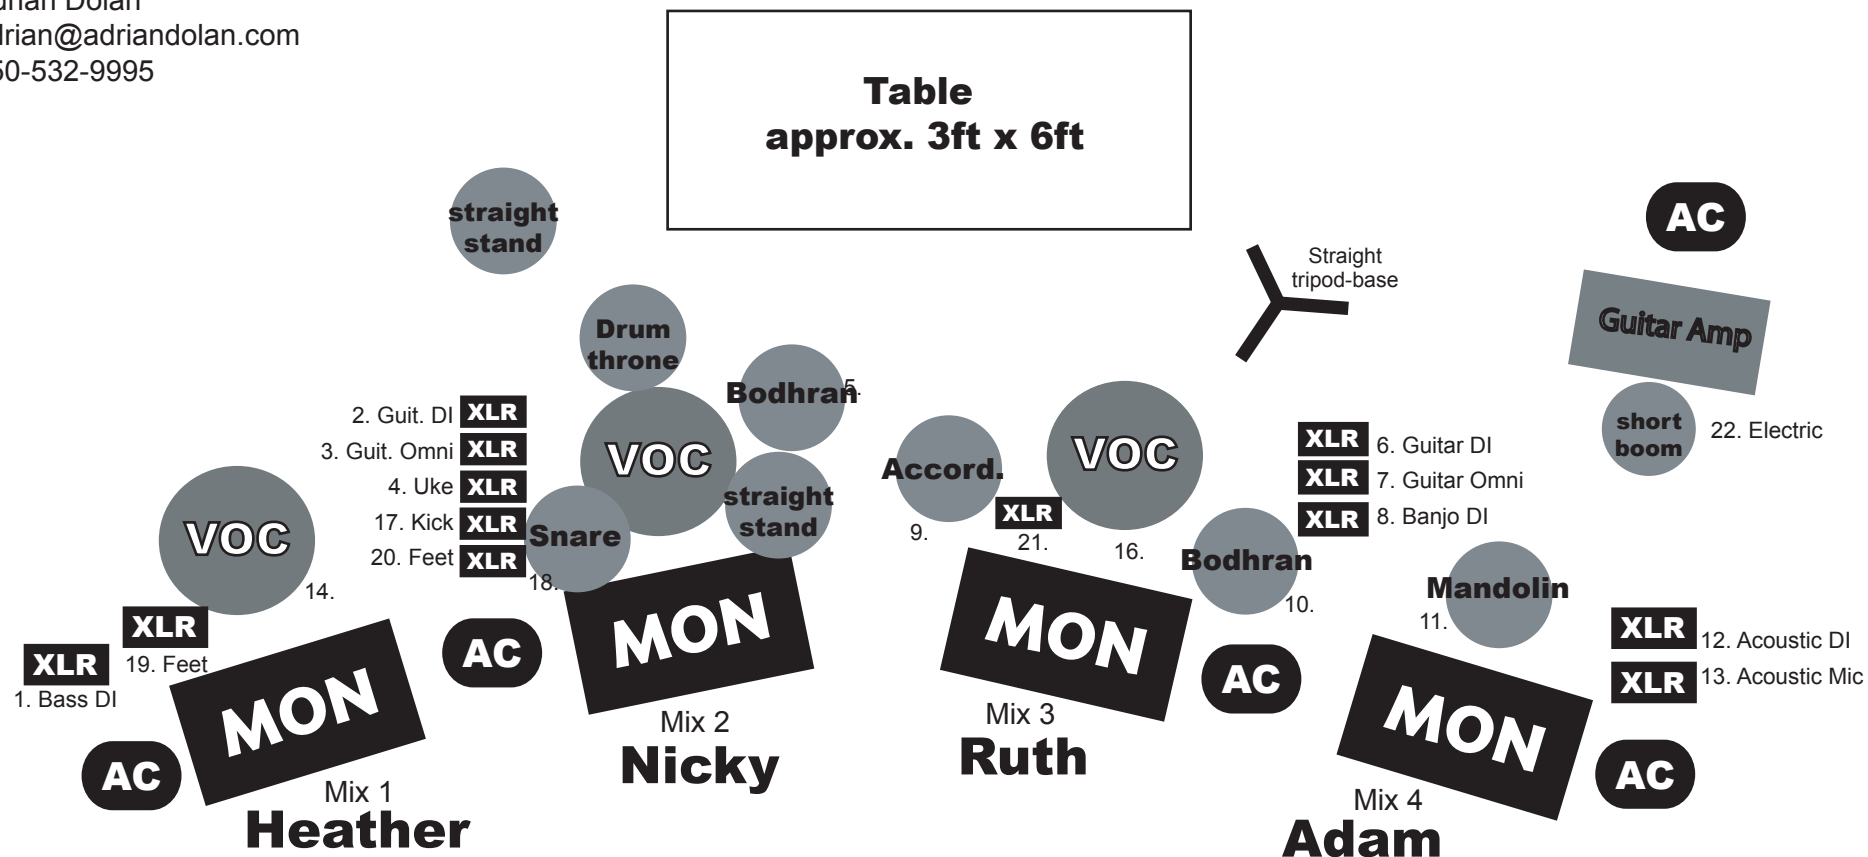 drian@adriandolan.com
50-532-9995
Table
approx. 3ft x 6ft
straight
stand
AC
Straight
tripod-base
Guitar Amp
Drum
throne
Bodhran
5.
short
boom
22. Electric
2. Guit. DI XLR
3. Guit. Omni XLR
4. Uke XLR
17. Kick XLR
20. Feet XLR
VOC
straight
stand
Snare
18.
Accord.
9.
XLR
21.
VOC
16.
XLR 6. Guitar DI
XLR 7. Guitar Omni
XLR 8. Banjo DI
Bodhran
10.
Mandolin
11.
VOC
14.
XLR
19. Feet
XLR
1. Bass DI
XLR 12. Acoustic DI
XLR 13. Acoustic Mic
AC
MON
Mix 1
Heather
AC
MON
Mix 2
Nicky
MON
Mix 3
Ruth
AC
MON
Mix 4
Adam
AC